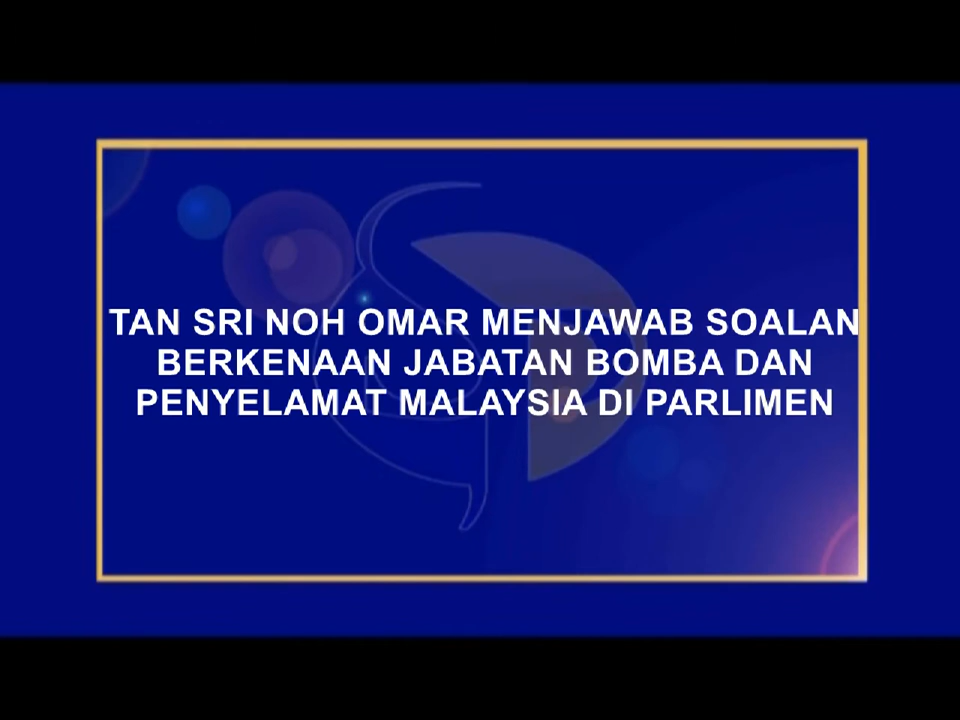 TAN SRI NOH OMAR MENJAWAB SOALAN
BERKENAAN JABATAN BOMBA DAN
PENYELAMAT MALAYSIA DI PARLIMEN